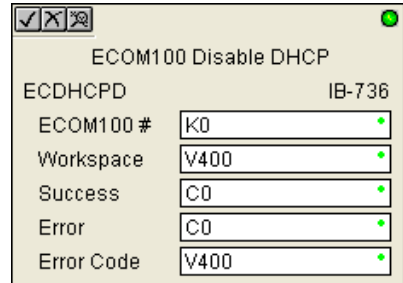 ECOM100 Disable DHCP
ECDHCPD IB-736
ECOM100 # K0
Workspace V400
Success C0
Error C0
Error Code V400